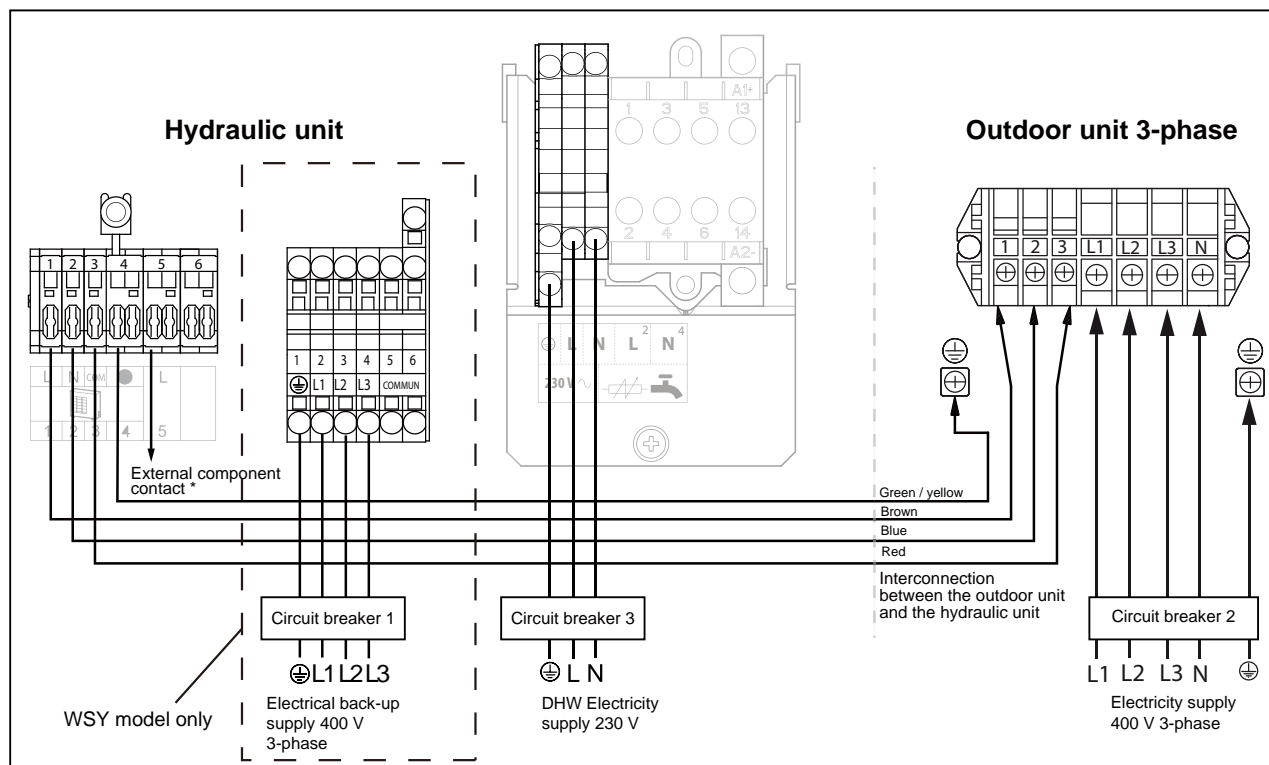 Hydraulic unit
Outdoor unit 3-phase
A1+
1 3 5 13
2 4 6 14
A2-
1 2 3 4 5 6
L N COM L
1 2 3 4 5
External component
contact *
1 2 3 4 5 6
L1 L2 L3 COMMUN
2 4
L N L N
230 V
1 2 3 L1 L2 L3 N
Green / yellow
Brown
Blue
Red
Interconnection
between the outdoor unit
and the hydraulic unit
Circuit breaker 1
Circuit breaker 3
Circuit breaker 2
L1 L2 L3
L N
L1 L2 L3 N
WSY model only
Electrical back-up
supply 400 V
3-phase
DHW Electricity
supply 230 V
Electricity supply
400 V 3-phase